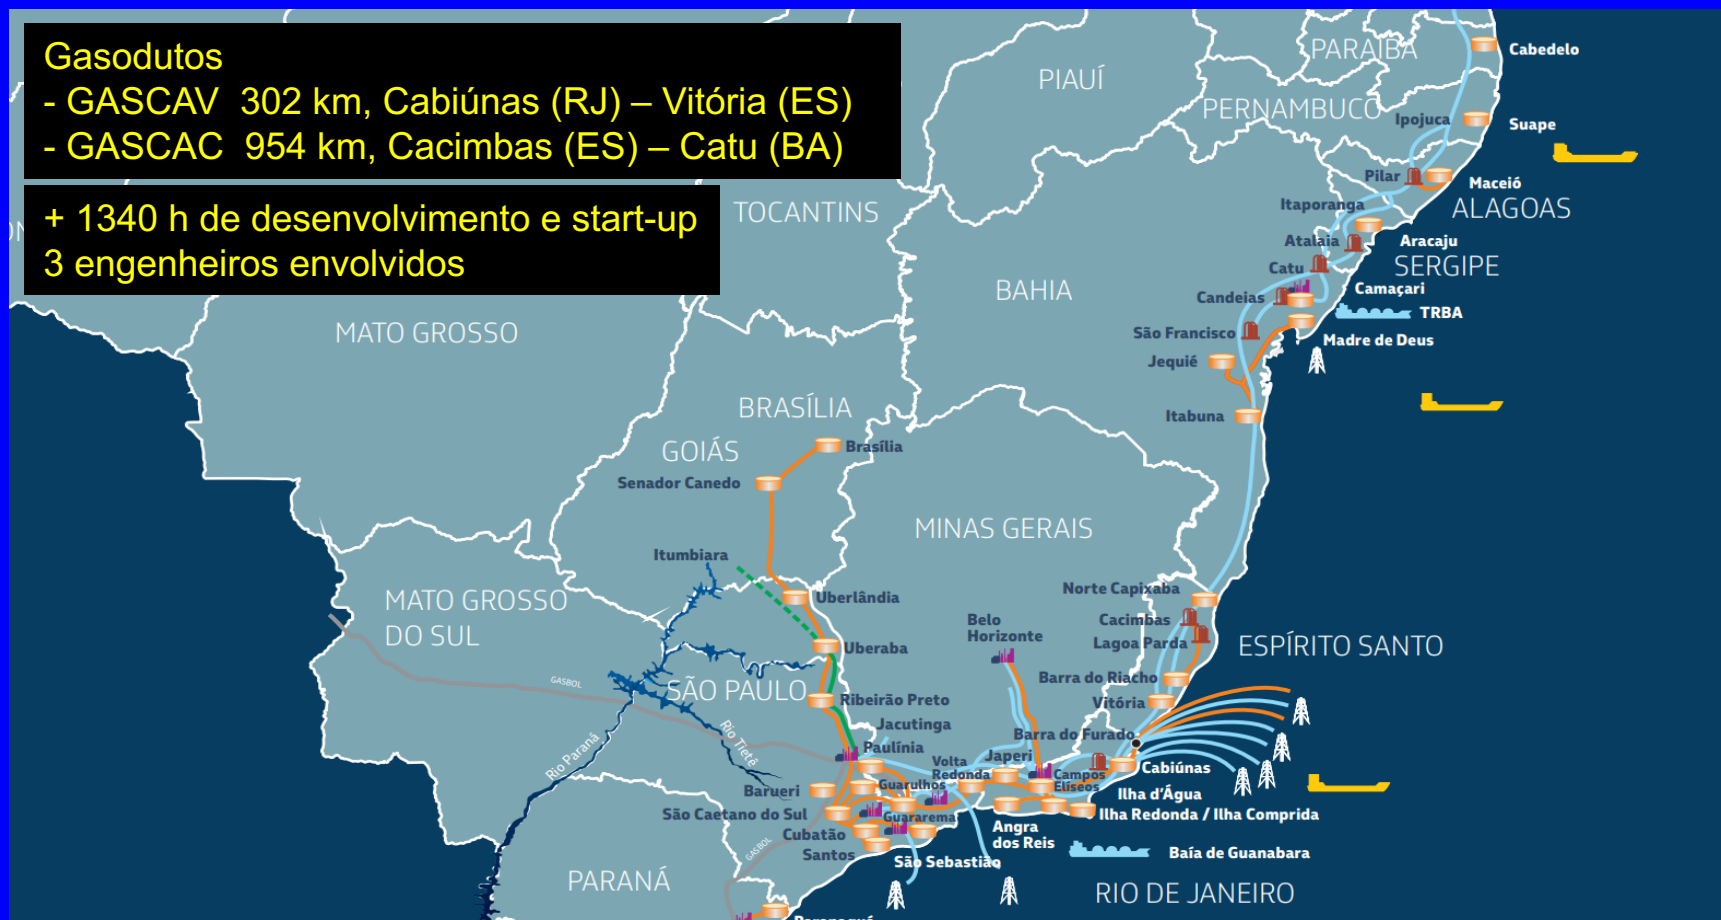 Gasodutos
- GASCAV 302 km, Cabiúnas (RJ) – Vitória (ES)
- GASCAC 954 km, Cacimbas (ES) – Catu (BA)
+ 1340 h de desenvolvimento e start-up
3 engenheiros envolvidos
PARAÍBA
Cabedelo
PIAUÍ
PERNAMBUCO
Ipojuca
Suape
Pilar
Maceió
ALAGOAS
TOCANTINS
Itaporanga
Atalaia
Aracaju
SERGIPE
Catu
BAHIA
Candeias
Camaçari
TRBA
MATO GROSSO
São Francisco
Madre de Deus
Jequié
BRASÍLIA
Itabuna
GOIÁS
Brasília
Senador Canedo
MINAS GERAIS
Itumbiara
MATO GROSSO
DO SUL
Uberlândia
Norte Capixaba
Belo
Horizonte
Cacimbas
Lagoa Parda
ESPÍRITO SANTO
Uberaba
GASBOL
SÃO PAULO
Barra do Riacho
Ribeirão Preto
Vitória
Jacutinga
Rio Paraná
Rio Tietê
Barra do Furado
Paulínia
Japeri
Volta
Redonda
Cabiúnas
Campos
Elíseos
Guarulhos
Barueri
Ilha d'Água
São Caetano do Sul
Guararema
Ilha Redonda / Ilha Comprida
Cubatão
Angra
dos Reis
Santos
GASBOL
São Sebastião
Baía de Guanabara
PARANÁ
RIO DE JANEIRO